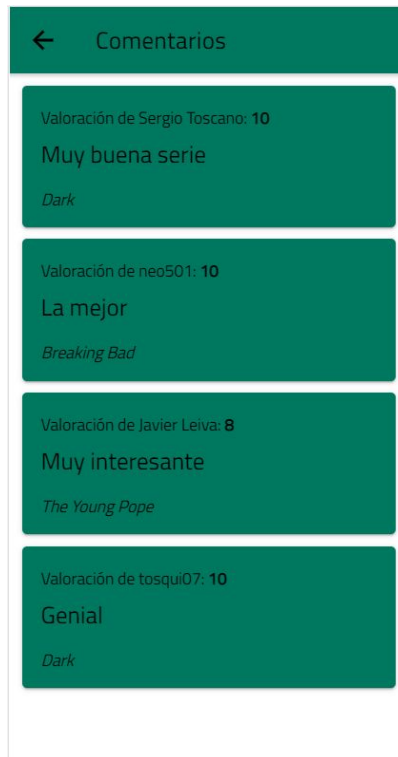 Comentarios
Valoración de Sergio Toscano: 10
Muy buena serie
Dark
Valoración de neo501: 10
La mejor
Breaking Bad
Valoración de Javier Leiva: 8
Muy interesante
The Young Pope
Valoración de tosqui07: 10
Genial
Dark